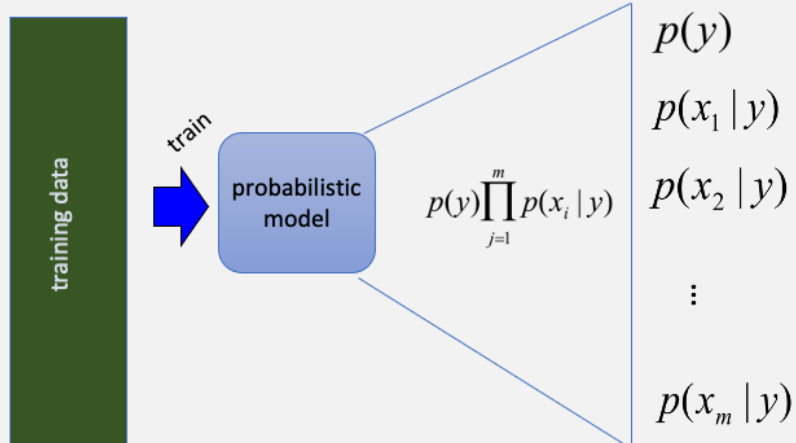 training data
train
probabilistic
model
p(y)∏_{j=1}^{m} p(x_i | y)
p(y)
p(x_1 | y)
p(x_2 | y)
⋮
p(x_m | y)